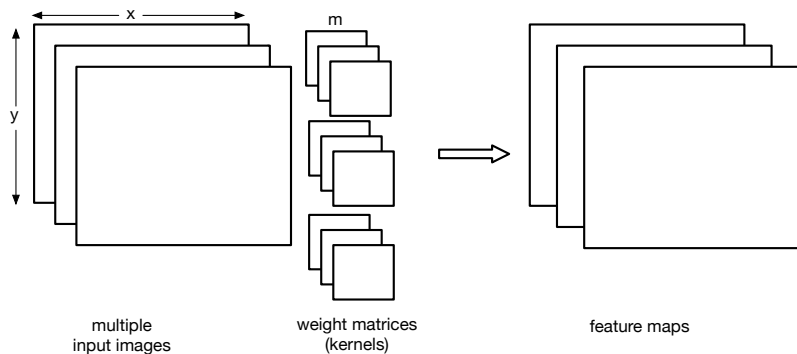 x
m
y
multiple
input images
weight matrices
(kernels)
feature maps